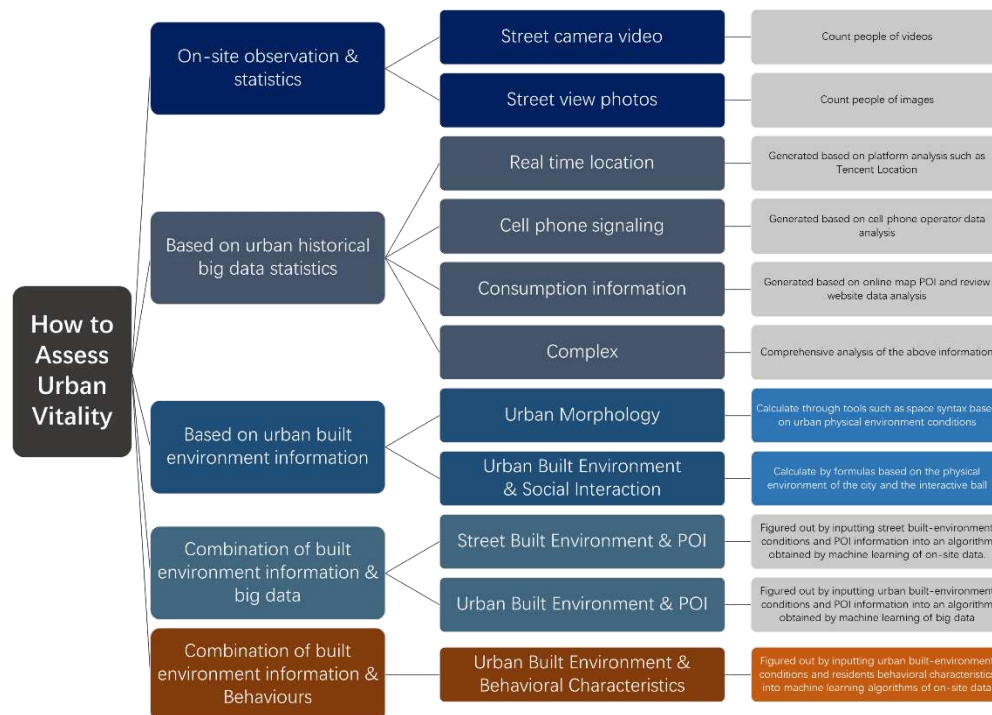 How to
Assess
Urban
Vitality
On-site observation &
statistics
Street camera video
Count people of videos
Street view photos
Count people of images
Based on urban historical
big data statistics
Real time location
Generated based on platform analysis such as
Tencent Location
Cell phone signaling
Generated based on cell phone operator data
analysis
Consumption information
Generated based on online map POI and review
website data analysis
Complex
Comprehensive analysis of the above information
Based on urban built
environment information
Urban Morphology
Calculate through tools such as space syntax based
on urban physical environment conditions
Urban Built Environment
& Social Interaction
Calculate by formulas based on the physical
environment of the city and the interactive ball
Combination of built
environment information &
big data
Street Built Environment & POI
Figured out by inputting street built-environment
conditions and POI information into an algorithm
obtained by machine learning of on-site data.
Urban Built Environment & POI
Figured out by inputting urban built-environment
conditions and POI information into an algorithm
obtained by machine learning of big data
Combination of built
environment information &
Behaviours
Urban Built Environment &
Behavioral Characteristics
Figured out by inputting urban built-environment
conditions and residents behavioral characteristics
into machine learning algorithms of on-site data